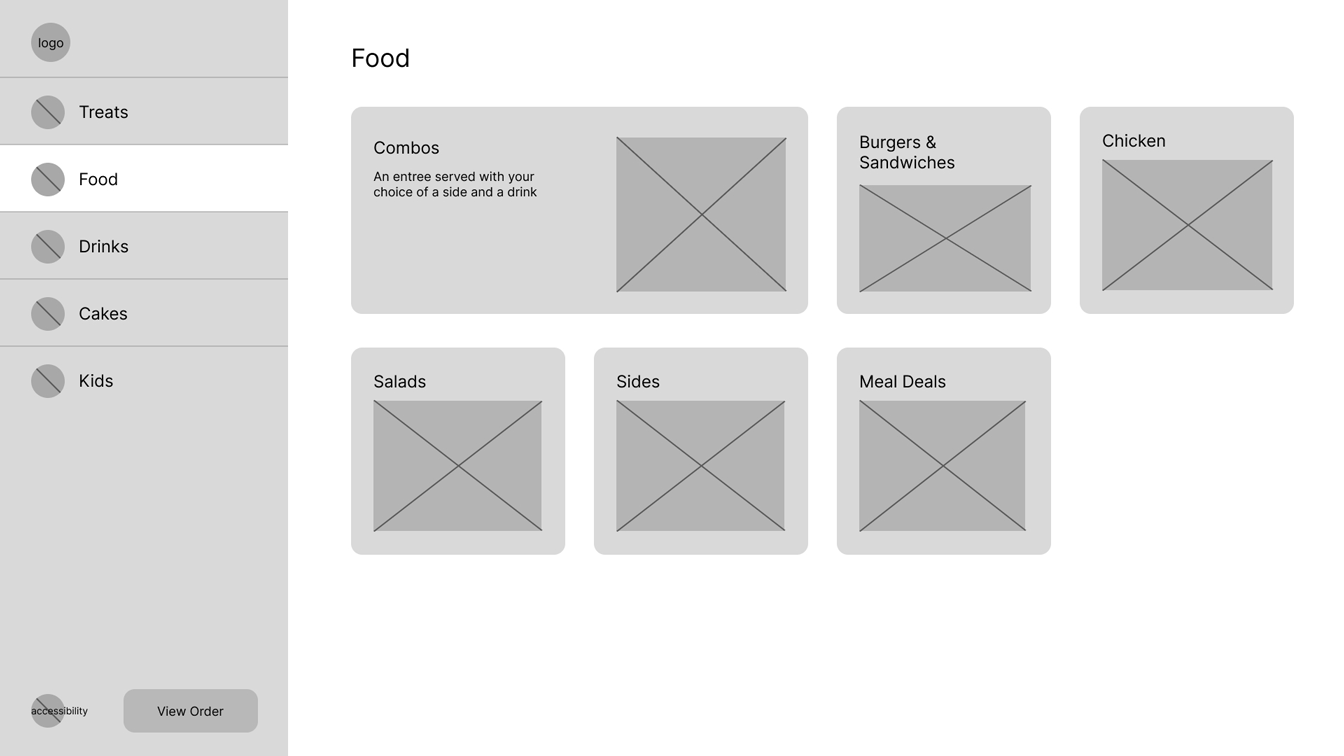 logo
Treats
Food
Drinks
Cakes
Kids
accessibility
View Order
Food
Combos
An entree served with your
choice of a side and a drink
Burgers &
Sandwiches
Chicken
Salads
Sides
Meal Deals